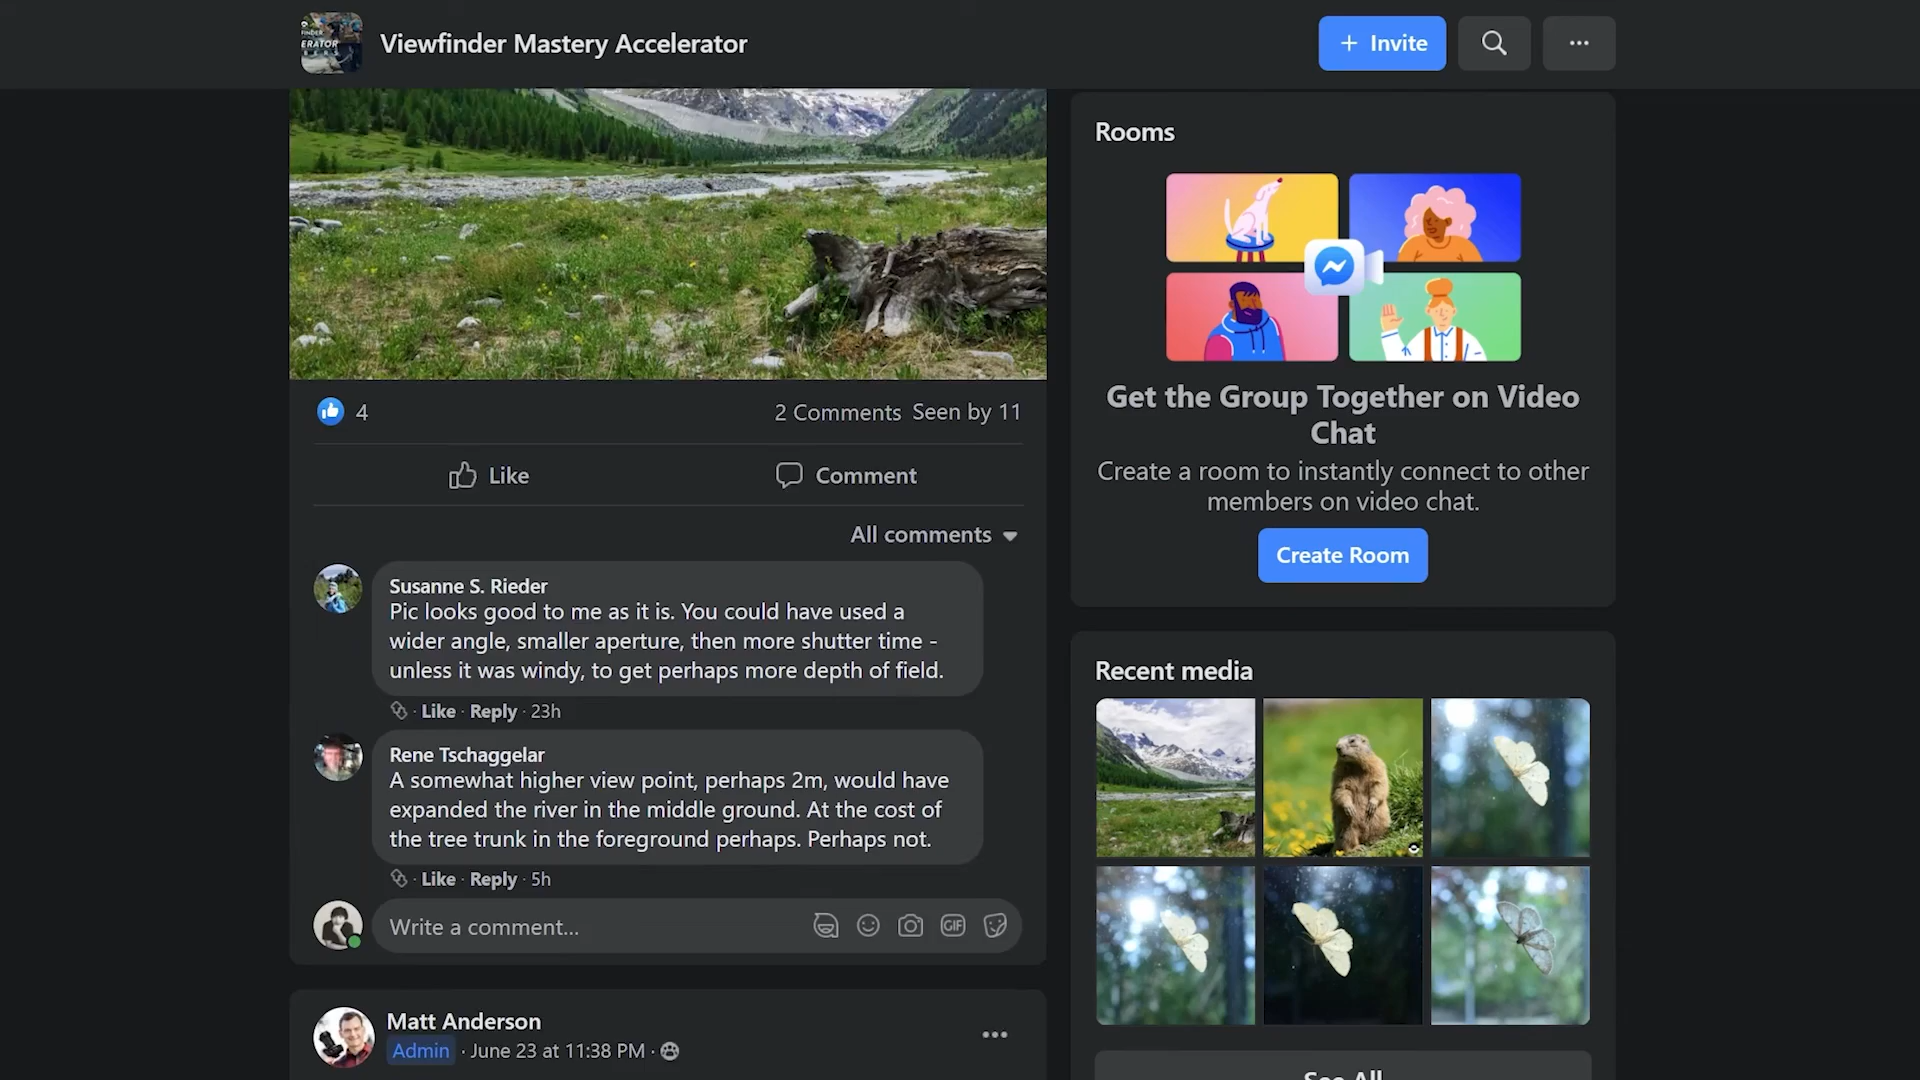 Viewfinder Mastery Accelerator
+ Invite
4
2 Comments Seen by 11
Like
Comment
All comments
Susanne S. Rieder
Pic looks good to me as it is. You could have used a
wider angle, smaller aperture, then more shutter time -
unless it was windy, to get perhaps more depth of field.
· Like · Reply · 23h
Rene Tschaggelar
A somewhat higher view point, perhaps 2m, would have
expanded the river in the middle ground. At the cost of
the tree trunk in the foreground perhaps. Perhaps not.
· Like · Reply · 5h
Write a comment...
GIF
Matt Anderson
Admin · June 23 at 11:38 PM ·
Rooms
Get the Group Together on Video
Chat
Create a room to instantly connect to other
members on video chat.
Create Room
Recent media
See All